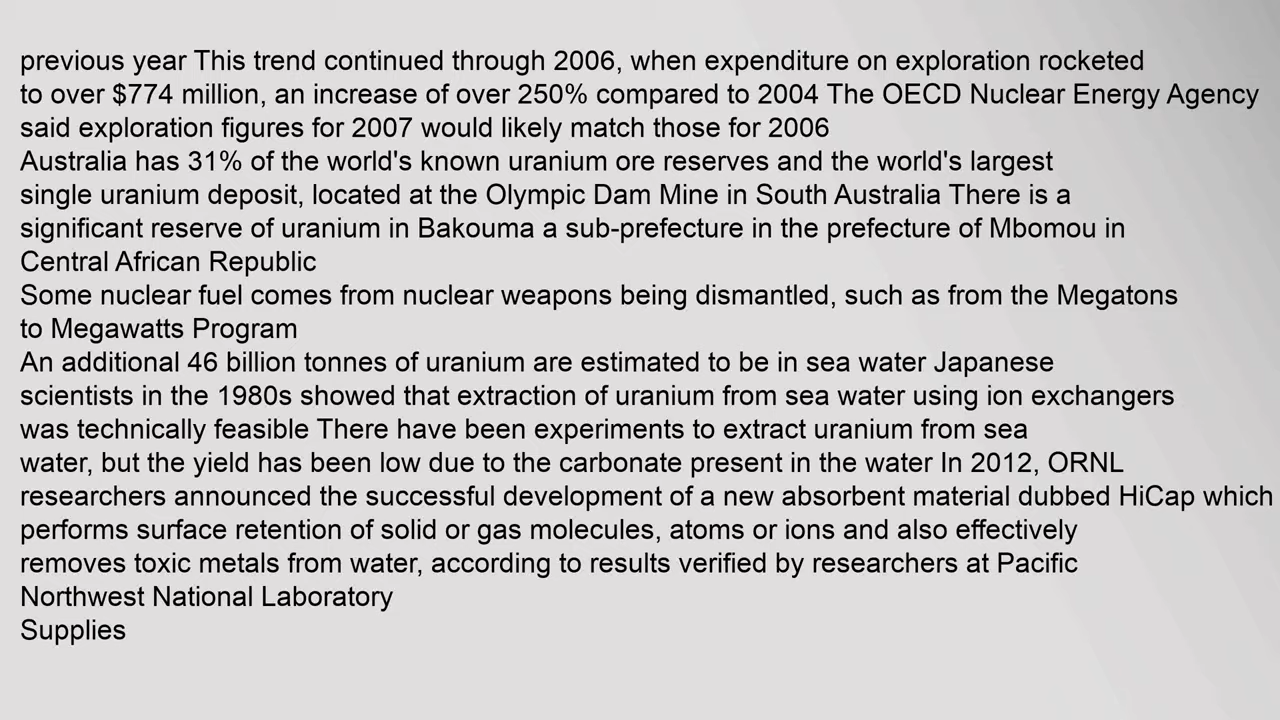 previous year This trend continued through 2006, when expenditure on exploration rocketed
to over $774 million, an increase of over 250% compared to 2004 The OECD Nuclear Energy Agency
said exploration figures for 2007 would likely match those for 2006
Australia has 31% of the world's known uranium ore reserves and the world's largest
single uranium deposit, located at the Olympic Dam Mine in South Australia There is a
significant reserve of uranium in Bakouma a sub-prefecture in the prefecture of Mbomou in
Central African Republic
Some nuclear fuel comes from nuclear weapons being dismantled, such as from the Megatons
to Megawatts Program
An additional 46 billion tonnes of uranium are estimated to be in sea water Japanese
scientists in the 1980s showed that extraction of uranium from sea water using ion exchangers
was technically feasible There have been experiments to extract uranium from sea
water, but the yield has been low due to the carbonate present in the water In 2012, ORNL
researchers announced the successful development of a new absorbent material dubbed HiCap which
performs surface retention of solid or gas molecules, atoms or ions and also effectively
removes toxic metals from water, according to results verified by researchers at Pacific
Northwest National Laboratory
Supplies